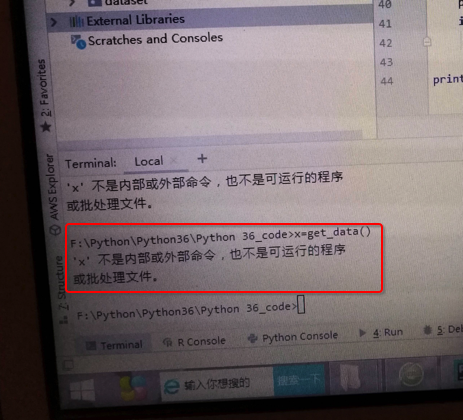 dataset
External Libraries
Scratches and Consoles
40
41
42
43
44
print
2: Favorites
AWS Explorer
Z: Structure
Terminal: Local +
'x' 不是内部或外部命令，也不是可运行的程序
或批处理文件。
F:\Python\Python36\Python 36_code>x=get_data()
'x' 不是内部或外部命令，也不是可运行的程序
或批处理文件。
F:\Python\Python36\Python 36_code>
Terminal R Console Python Console 4: Run 5: De
输入你想搜的 搜索一下